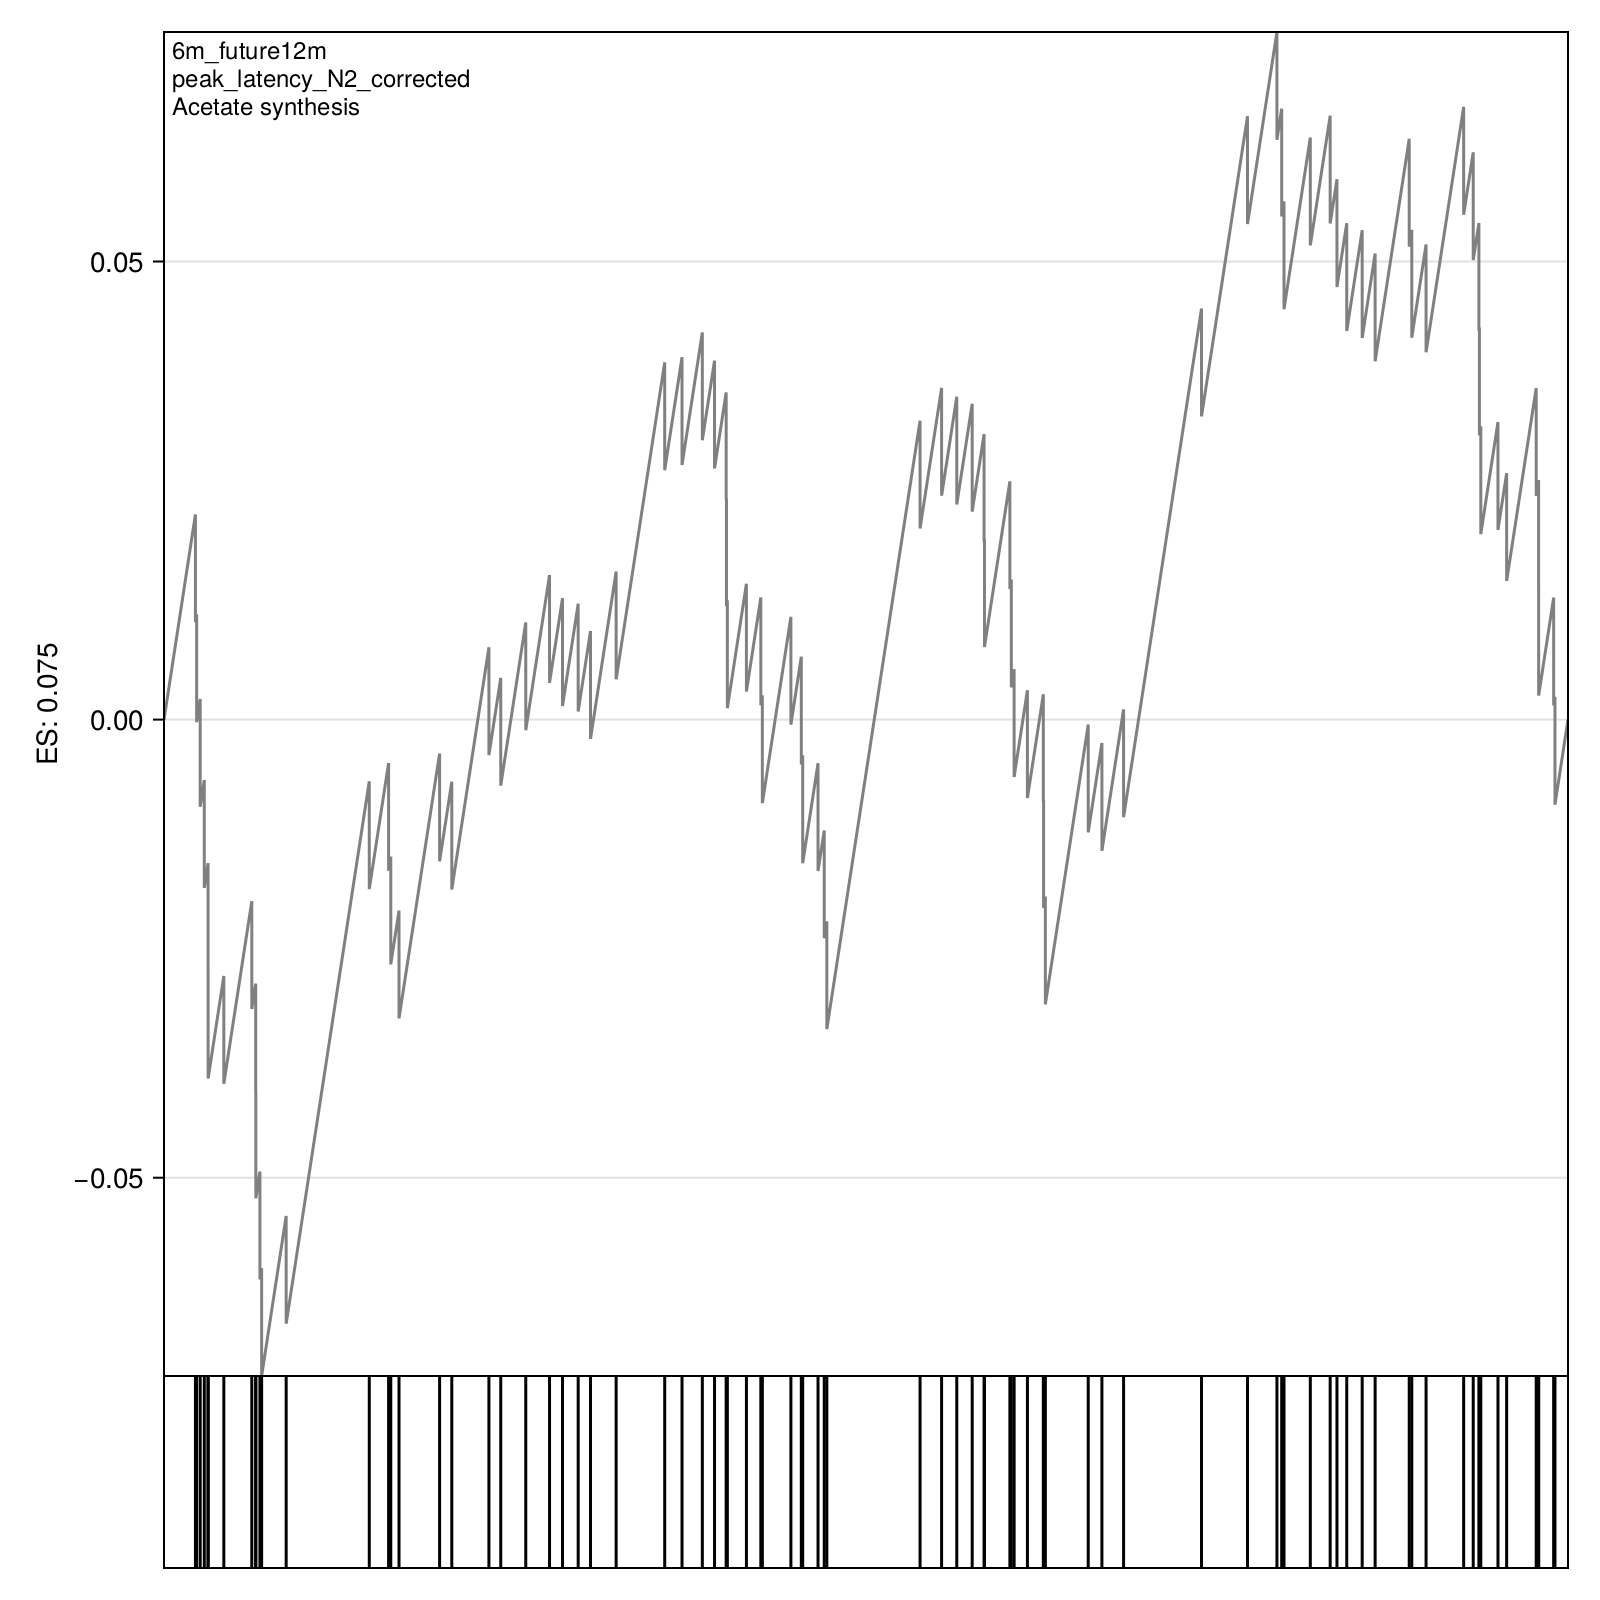 6m_future12m
peak_latency_N2_corrected
Acetate synthesis
0.05
0.00
−0.05
ES: 0.075